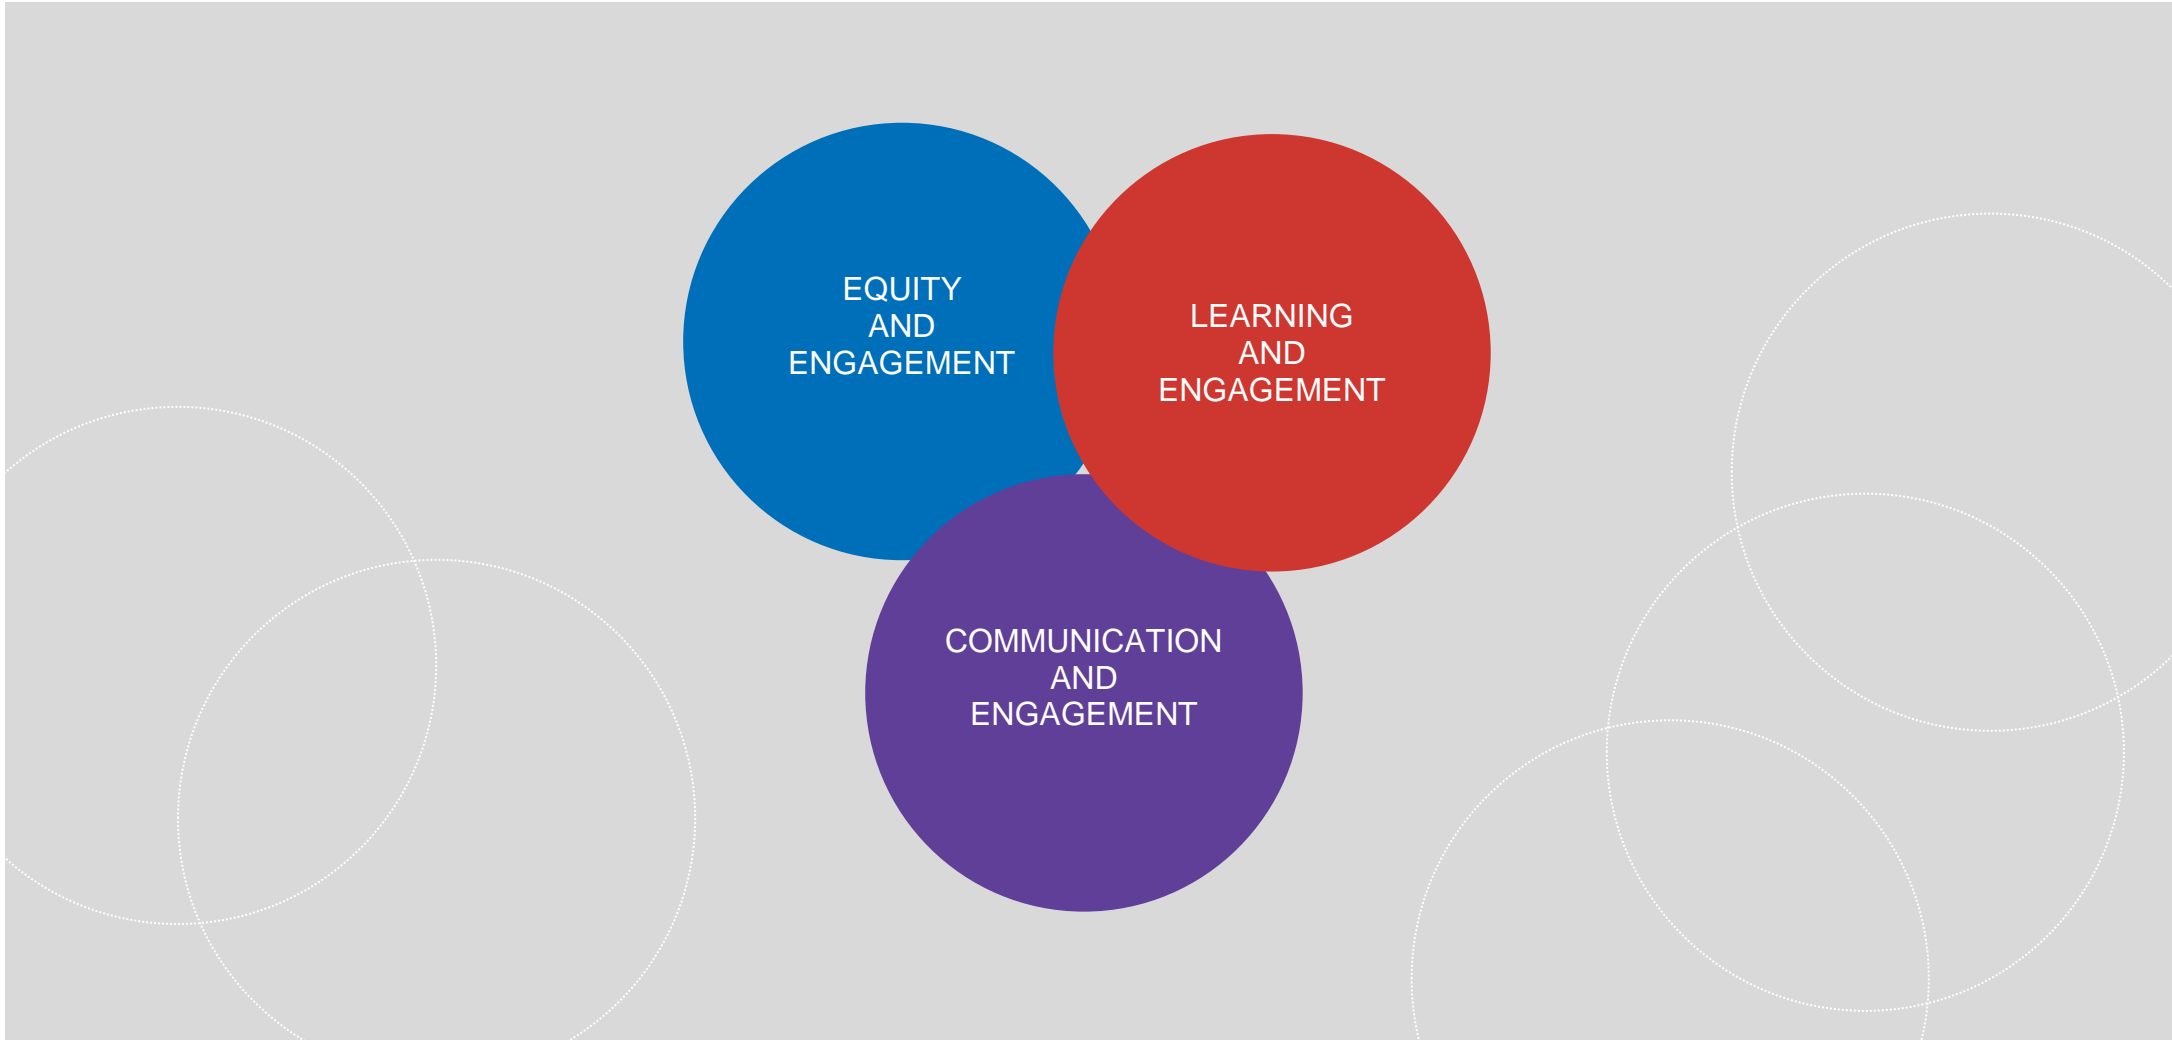 EQUITY
AND
ENGAGEMENT
LEARNING
AND
ENGAGEMENT
COMMUNICATION
AND
ENGAGEMENT